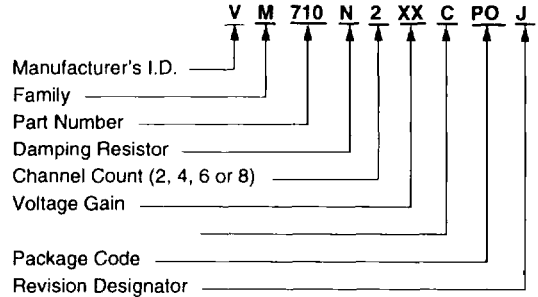 V M 710 N 2 XX C PO J
Manufacturer's I.D.
Family
Part Number
Damping Resistor
Channel Count (2, 4, 6 or 8)
Voltage Gain
Package Code
Revision Designator